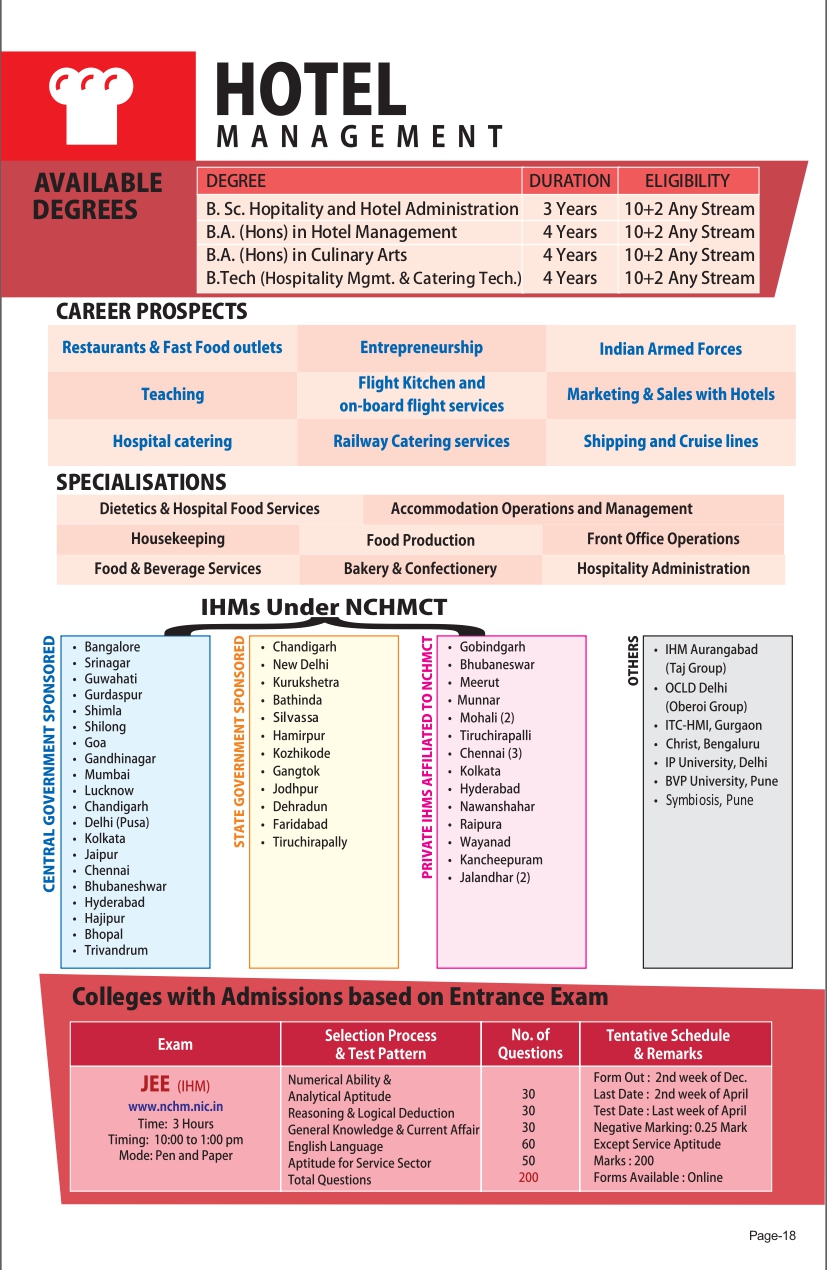 HOTEL
MANAGEMENT
AVAILABLE
DEGREES
DEGREE DURATION ELIGIBILITY
B. Sc. Hopitality and Hotel Administration 3 Years 10+2 Any Stream
B.A. (Hons) in Hotel Management 4 Years 10+2 Any Stream
B.A. (Hons) in Culinary Arts 4 Years 10+2 Any Stream
B.Tech (Hospitality Mgmt. & Catering Tech.) 4 Years 10+2 Any Stream
CAREER PROSPECTS
Restaurants & Fast Food outlets Entrepreneurship Indian Armed Forces
Teaching Flight Kitchen and
on-board flight services Marketing & Sales with Hotels
Hospital catering Railway Catering services Shipping and Cruise lines
SPECIALISATIONS
Dietetics & Hospital Food Services Accommodation Operations and Management
Housekeeping Food Production Front Office Operations
Food & Beverage Services Bakery & Confectionery Hospitality Administration
IHMs Under NCHMCT
CENTRAL GOVERNMENT SPONSORED
• Bangalore
• Srinagar
• Guwahati
• Gurdaspur
• Shimla
• Shilong
• Goa
• Gandhinagar
• Mumbai
• Lucknow
• Chandigarh
• Delhi (Pusa)
• Kolkata
• Jaipur
• Chennai
• Bhubaneshwar
• Hyderabad
• Hajipur
• Bhopal
• Trivandrum
STATE GOVERNMENT SPONSORED
• Chandigarh
• New Delhi
• Kurukshetra
• Bathinda
• Silvassa
• Hamirpur
• Kozhikode
• Gangtok
• Jodhpur
• Dehradun
• Faridabad
• Tiruchirapally
PRIVATE IHMS AFFILIATED TO NCHMCT
• Gobindgarh
• Bhubaneswar
• Meerut
• Munnar
• Mohali (2)
• Tiruchirapalli
• Chennai (3)
• Kolkata
• Hyderabad
• Nawanshahar
• Raipura
• Wayanad
• Kancheepuram
• Jalandhar (2)
OTHERS
• IHM Aurangabad
(Taj Group)
• OCLD Delhi
(Oberoi Group)
• ITC-HMI, Gurgaon
• Christ, Bengaluru
• IP University, Delhi
• BVP University, Pune
• Symbiosis, Pune
Colleges with Admissions based on Entrance Exam
Exam
Selection Process
& Test Pattern
No. of
Questions
Tentative Schedule
& Remarks
JEE (IHM)
www.nchm.nic.in
Time: 3 Hours
Timing: 10:00 to 1:00 pm
Mode: Pen and Paper
Numerical Ability &
Analytical Aptitude 30
Reasoning & Logical Deduction 30
General Knowledge & Current Affair 30
English Language 60
Aptitude for Service Sector 50
Total Questions 200
Form Out : 2nd week of Dec.
Last Date : 2nd week of April
Test Date : Last week of April
Negative Marking: 0.25 Mark
Except Service Aptitude
Marks : 200
Forms Available : Online
Page-18